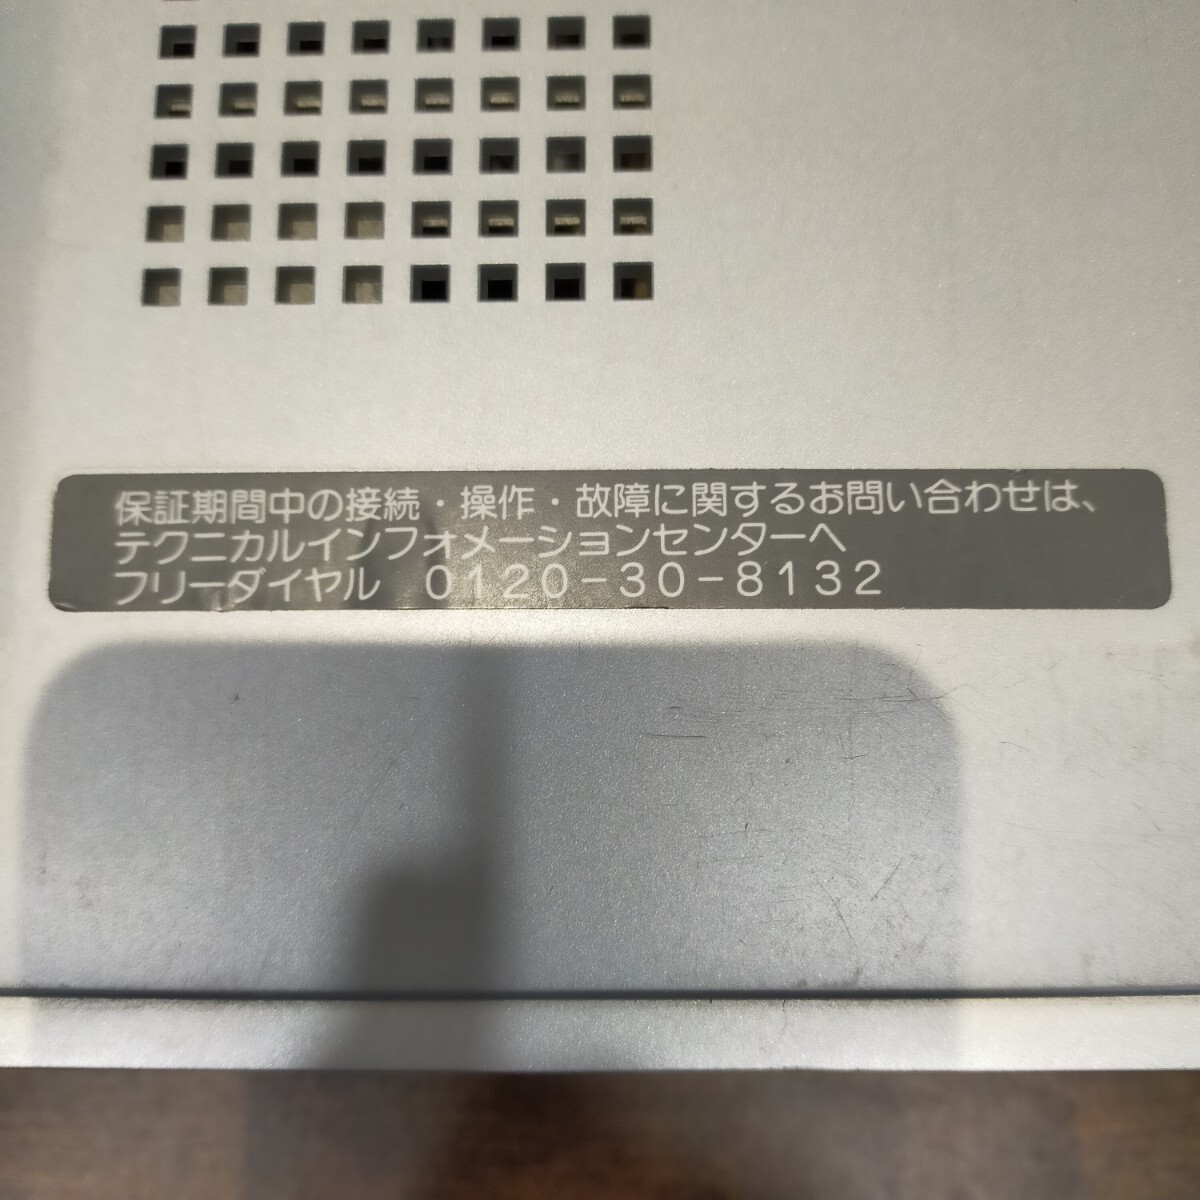 保証期間中の接続・操作・故障に関するお問い合わせは、
テクニカルインフォメーションセンターへ
フリーダイヤル 0120-30-8132